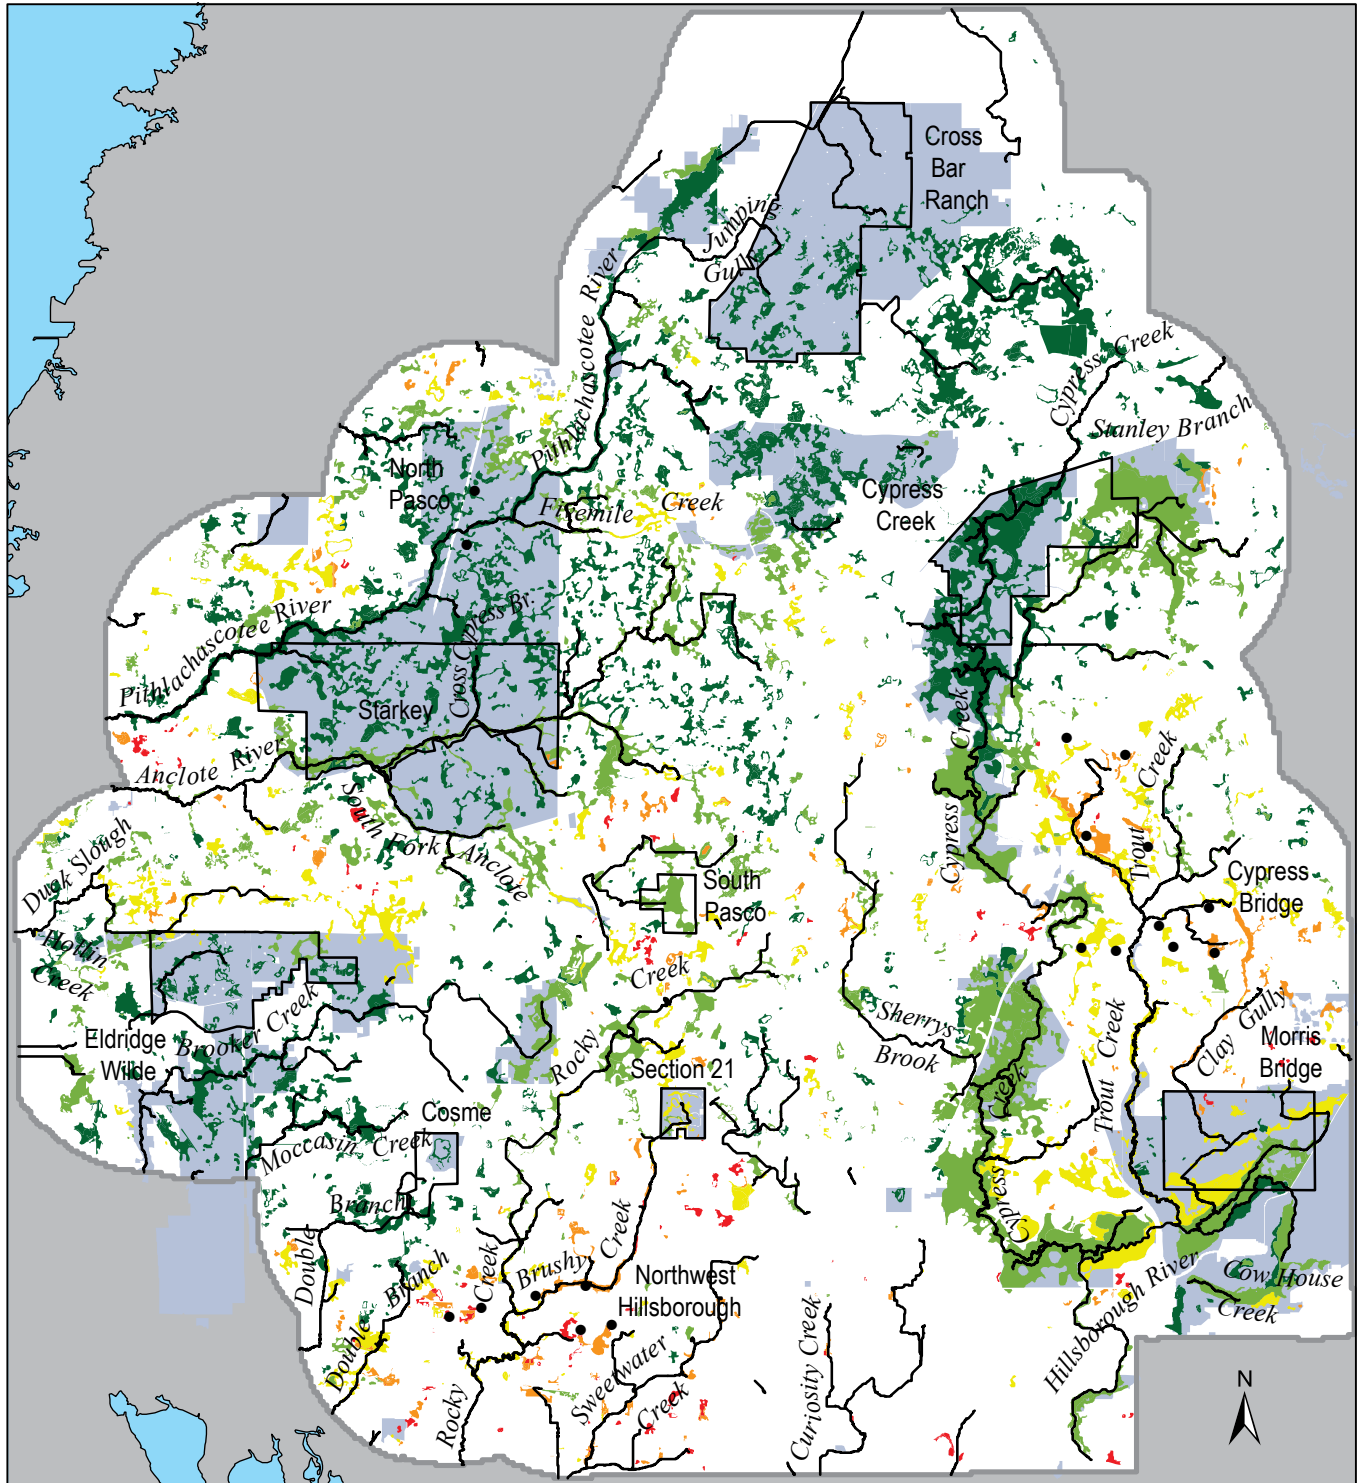 Cross
Bar
Ranch
Jumping
Gully
Pithlachascotee River
Cypress Creek
Stanley Branch
North
Pasco
Fivemile Creek
Cypress
Creek
Cross Cypress Br.
Pithlachascotee River
Starkey
Anclote River
South Fork Anclote
Duck Slough
Hollin
Creek
Cypress Creek
Trout Creek
Cypress
Bridge
South
Pasco
Rocky Creek
Sherrys
Brook
Eldridge
Wilde
Brooker Creek
Clay Gully
Morris
Bridge
Trout Creek
Section 21
Cosme
Moccasin Creek
Cypress Creek
Double Branch
Double Branch
Rocky Creek
Brushy Creek
Northwest
Hillsborough
Sweetwater
Creek
Curiosity Creek
Hillsborough River
Cow House
Creek
N